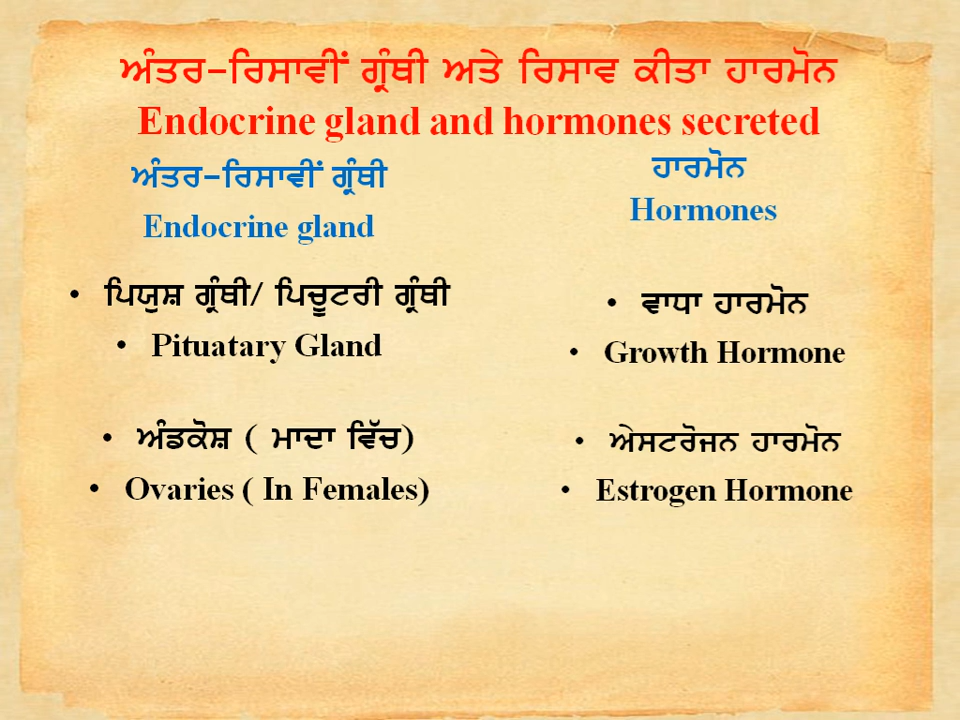 ਅੰਤਰ-ਰਿਸਾਵੀਂ ਗ੍ਰੰਥੀ ਅਤੇ ਰਿਸਾਵ ਕੀਤਾ ਹਾਰਮੋਨ
Endocrine gland and hormones secreted
ਅੰਤਰ-ਰਿਸਾਵੀਂ ਗ੍ਰੰਥੀ
Endocrine gland
• ਪਿਯੁਸ਼ ਗ੍ਰੰਥੀ/ ਪਿਚੂਟਰੀ ਗ੍ਰੰਥੀ
• Pituatary Gland
• ਅੰਡਕੋਸ਼ ( ਮਾਦਾ ਵਿੱਚ)
• Ovaries ( In Females)
ਹਾਰਮੋਨ
Hormones
• ਵਾਧਾ ਹਾਰਮੋਨ
• Growth Hormone
• ਅੇਸਟਰੋਜਨ ਹਾਰਮੋਨ
• Estrogen Hormone